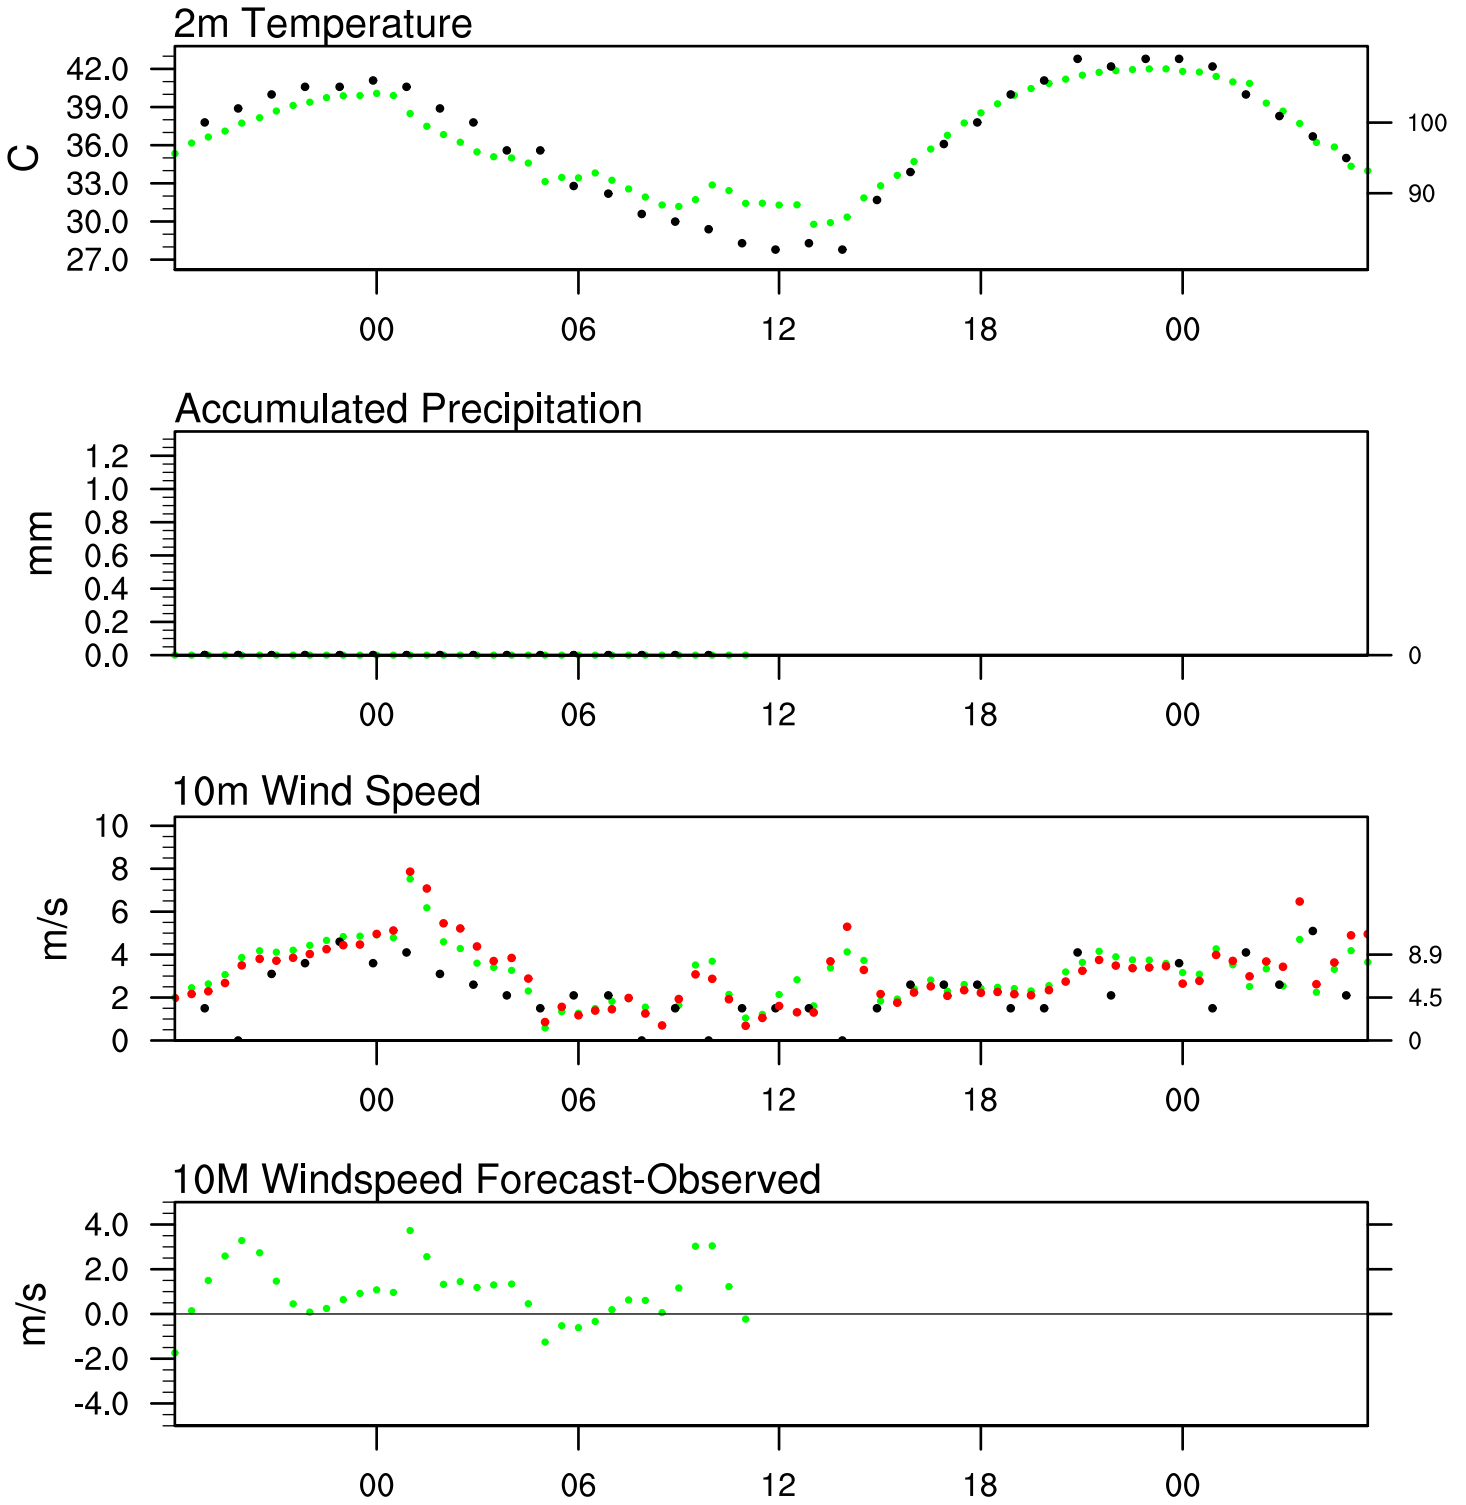 2m Temperature
42.0
39.0
36.0
33.0
30.0
27.0
C
100
90
00 06 12 18 00
Accumulated Precipitation
1.2
1.0
0.8
0.6
0.4
0.2
0.0
mm
0
00 06 12 18 00
10m Wind Speed
10
8
6
4
2
0
m/s
8.9
4.5
0
00 06 12 18 00
10M Windspeed Forecast-Observed
4.0
2.0
0.0
-2.0
-4.0
m/s
00 06 12 18 00